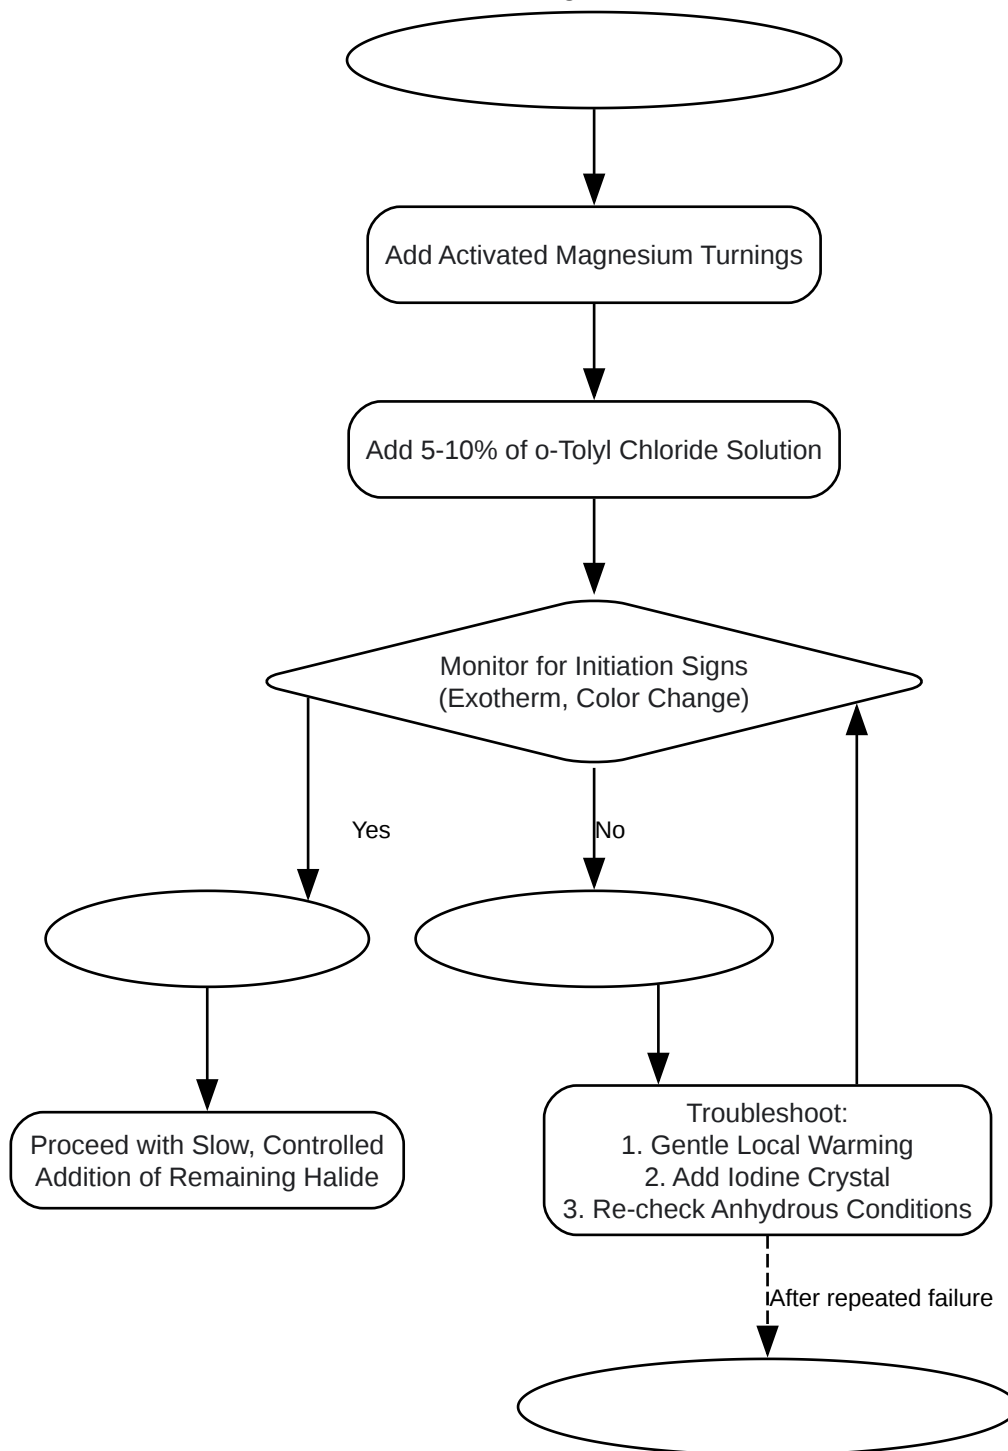 Add Activated Magnesium Turnings
Add 5-10% of o-Tolyl Chloride Solution
Monitor for Initiation Signs
(Exotherm, Color Change)
Yes
No
Proceed with Slow, Controlled
Addition of Remaining Halide
Troubleshoot:
1. Gentle Local Warming
2. Add Iodine Crystal
3. Re-check Anhydrous Conditions
After repeated failure